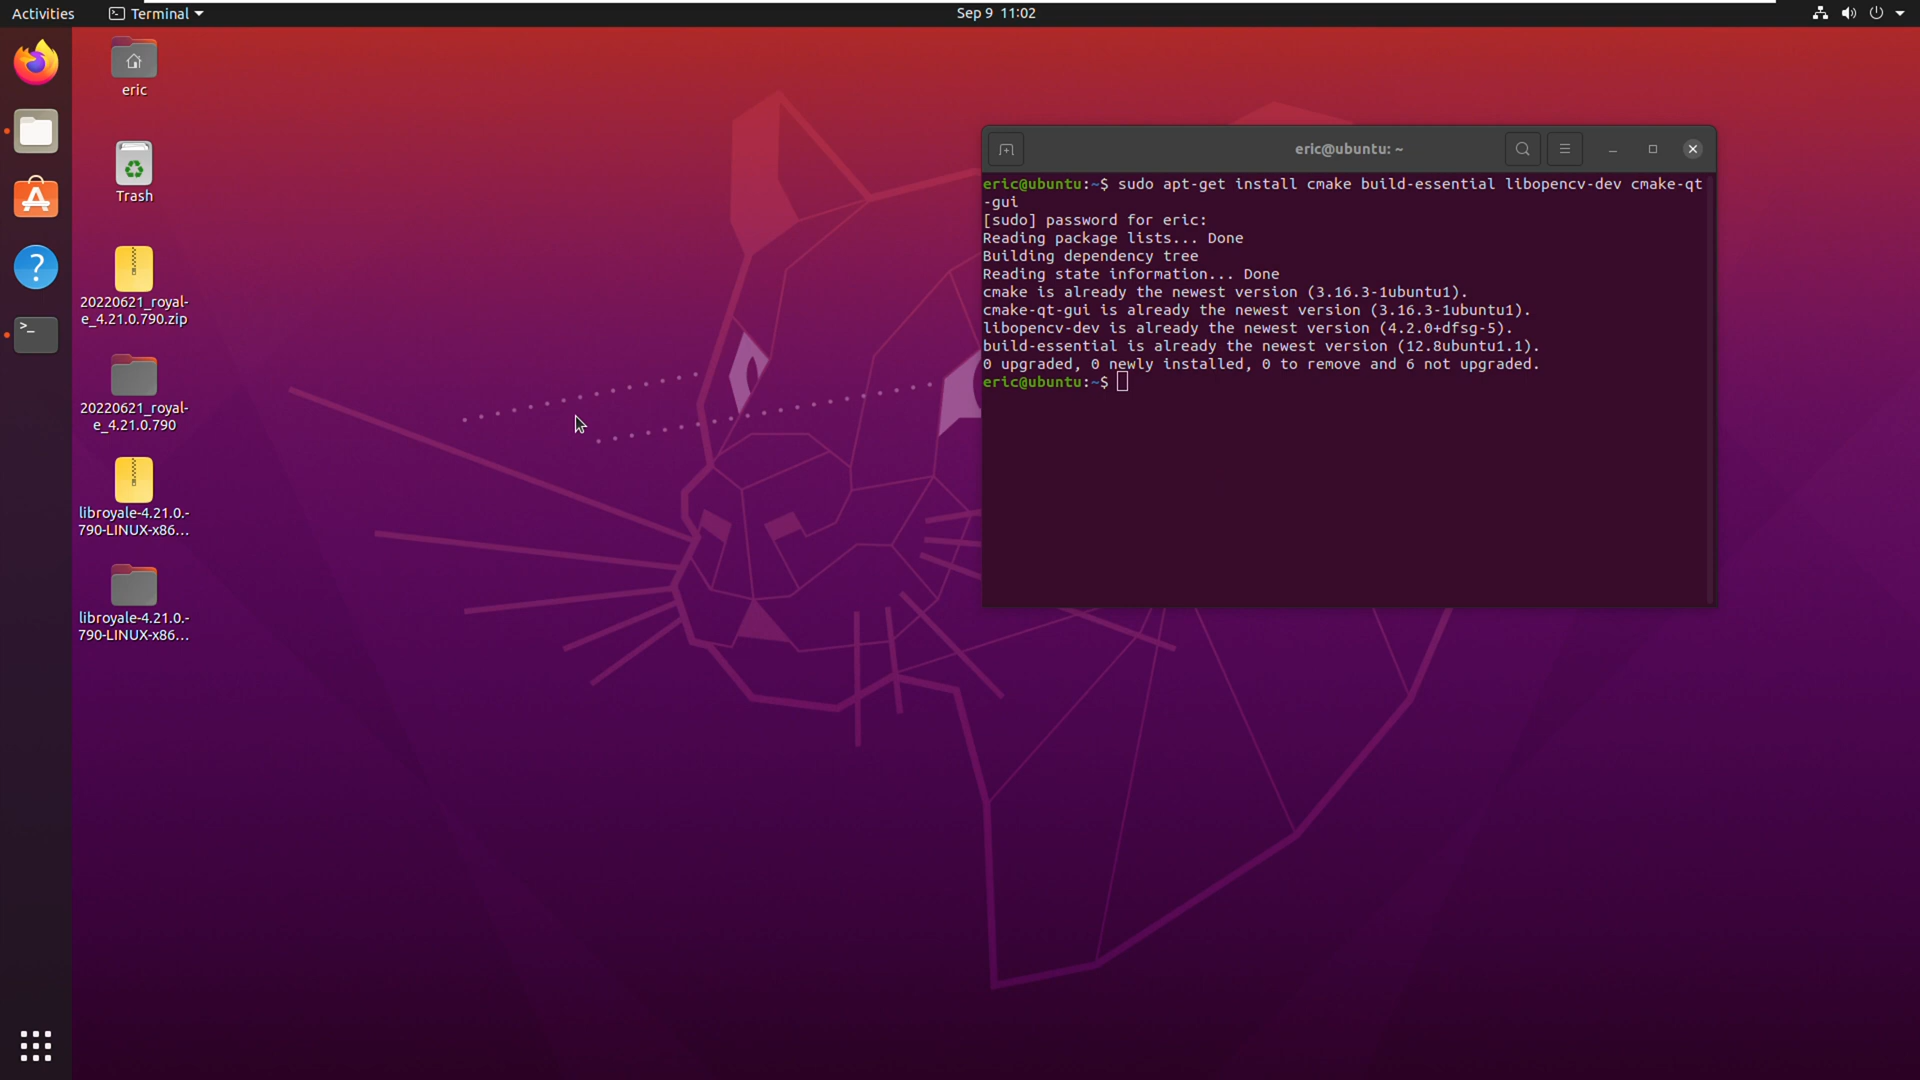 Activities
Terminal
Sep 9 11:02
eric
Trash
20220621_royal-
e_4.21.0.790.zip
20220621_royal-
e_4.21.0.790
libroyale-4.21.0.-
790-LINUX-x86...
libroyale-4.21.0.-
790-LINUX-x86...
eric@ubuntu: ~
eric@ubuntu:~$ sudo apt-get install cmake build-essential libopencv-dev cmake-qt
-gui
[sudo] password for eric:
Reading package lists... Done
Building dependency tree
Reading state information... Done
cmake is already the newest version (3.16.3-1ubuntu1).
cmake-qt-gui is already the newest version (3.16.3-1ubuntu1).
libopencv-dev is already the newest version (4.2.0+dfsg-5).
build-essential is already the newest version (12.8ubuntu1.1).
0 upgraded, 0 newly installed, 0 to remove and 6 not upgraded.
eric@ubuntu:~$